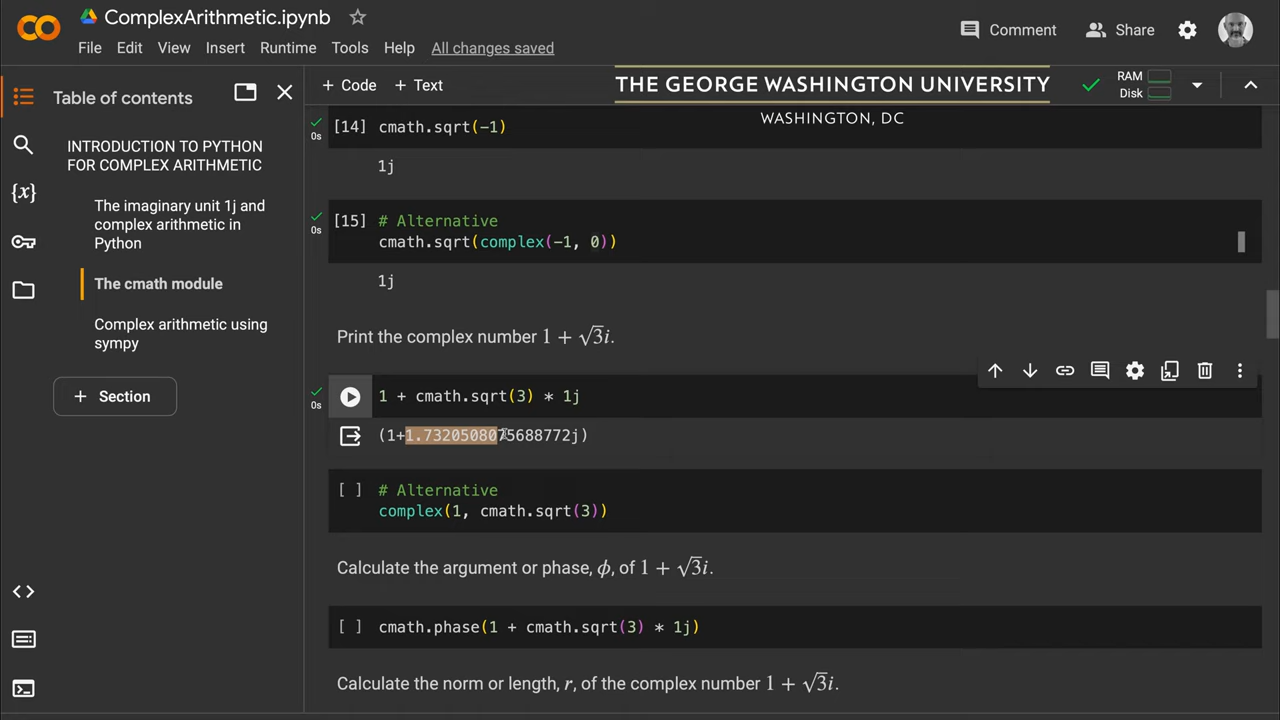 ComplexArithmetic.ipynb
File Edit View Insert Runtime Tools Help All changes saved
Comment Share
Table of contents
+ Code + Text
THE GEORGE WASHINGTON UNIVERSITY
WASHINGTON, DC
RAM
Disk
INTRODUCTION TO PYTHON
FOR COMPLEX ARITHMETIC
The imaginary unit 1j and
complex arithmetic in
Python
The cmath module
Complex arithmetic using
sympy
+ Section
{x}
0s
[14] cmath.sqrt(-1)
1j
0s
[15] # Alternative
cmath.sqrt(complex(-1, 0))
1j
Print the complex number 1 + √3i.
0s
1 + cmath.sqrt(3) * 1j
(1+1.7320508075688772j)
[ ] # Alternative
complex(1, cmath.sqrt(3))
Calculate the argument or phase, ϕ, of 1 + √3i.
[ ] cmath.phase(1 + cmath.sqrt(3) * 1j)
Calculate the norm or length, r, of the complex number 1 + √3i.